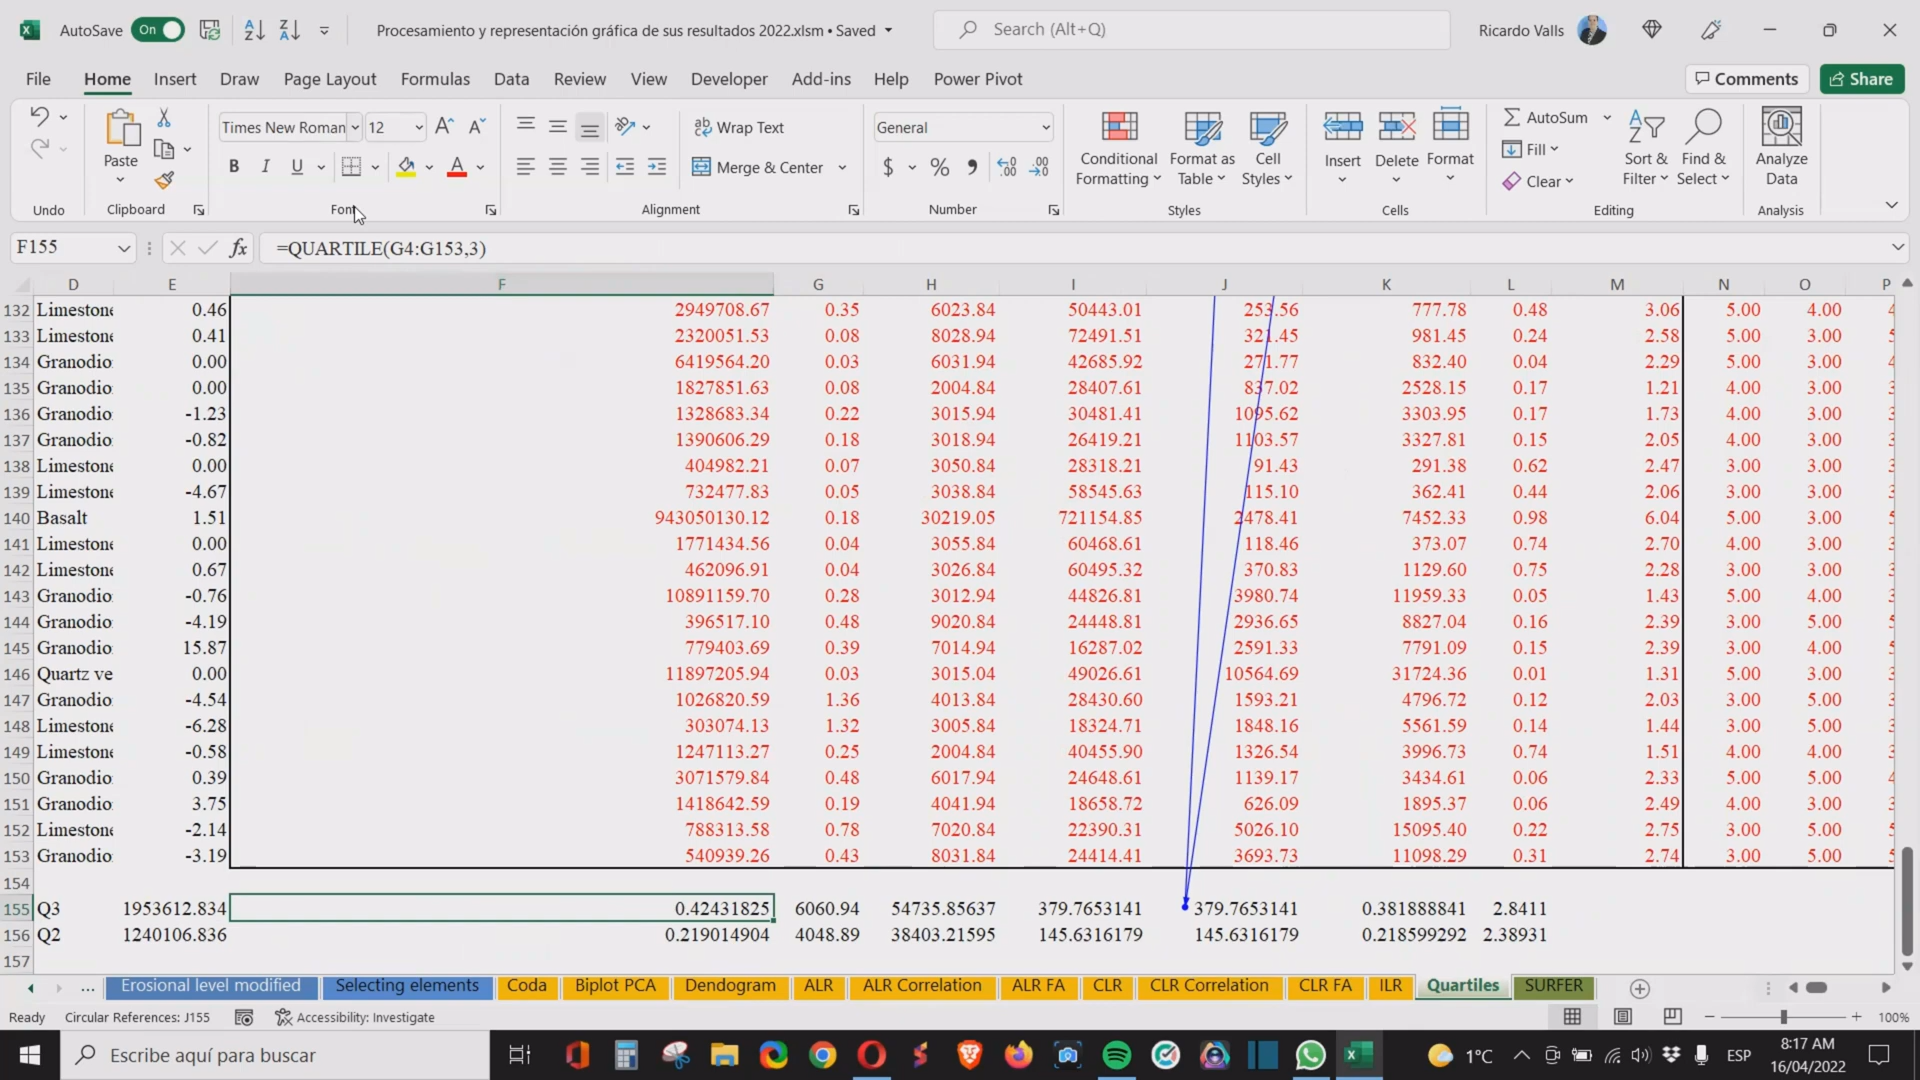 AutoSave On Procesamiento y representación gráfica de sus resultados 2022.xlsm • Saved Search (Alt+Q) Ricardo Valls
File Home Insert Draw Page Layout Formulas Data Review View Developer Add-ins Help Power Pivot Comments Share
Times New Roman 12 Wrap Text General AutoSum
Paste B I U Merge & Center $ % Conditional Formatting Format as Table Cell Styles Insert Delete Format Fill Clear Sort & Filter Find & Select Analyze Data
Undo Clipboard Font Alignment Number Styles Cells Editing Analysis
F155 fx =QUARTILE(G4:G153,3)
D E F G H I J K L M N O P
132 Limestone 0.46 2949708.67 0.35 6023.84 50443.01 253.56 777.78 0.48 3.06 5.00 4.00 4
133 Limestone 0.41 2320051.53 0.08 8028.94 72491.51 321.45 981.45 0.24 2.58 5.00 3.00 5
134 Granodio 0.00 6419564.20 0.03 6031.94 42685.92 271.77 832.40 0.04 2.29 5.00 3.00 4
135 Granodio 0.00 1827851.63 0.08 2004.84 28407.61 837.02 2528.15 0.17 1.21 4.00 3.00 3
136 Granodio -1.23 1328683.34 0.22 3015.94 30481.41 1095.62 3303.95 0.17 1.73 4.00 3.00 3
137 Granodio -0.82 1390606.29 0.18 3018.94 26419.21 1103.57 3327.81 0.15 2.05 4.00 3.00 3
138 Limestone 0.00 404982.21 0.07 3050.84 28318.21 91.43 291.38 0.62 2.47 3.00 3.00 3
139 Limestone -4.67 732477.83 0.05 3038.84 58545.63 115.10 362.41 0.44 2.06 3.00 3.00 3
140 Basalt 1.51 943050130.12 0.18 30219.05 721154.85 2478.41 7452.33 0.98 6.04 5.00 3.00 5
141 Limestone 0.00 1771434.56 0.04 3055.84 60468.61 118.46 373.07 0.74 2.70 4.00 3.00 3
142 Limestone 0.67 462096.91 0.04 3026.84 60495.32 370.83 1129.60 0.75 2.28 3.00 3.00 3
143 Granodio -0.76 10891159.70 0.28 3012.94 44826.81 3980.74 11959.33 0.05 1.43 5.00 4.00 3
144 Granodio -4.19 396517.10 0.48 9020.84 24448.81 2936.65 8827.04 0.16 2.39 3.00 5.00 5
145 Granodio 15.87 779403.69 0.39 7014.94 16287.02 2591.33 7791.09 0.15 2.39 3.00 4.00 5
146 Quartz ve 0.00 11897205.94 0.03 3015.04 49026.61 10564.69 31724.36 0.01 1.31 5.00 3.00 3
147 Granodio -4.54 1026820.59 1.36 4013.84 28430.60 1593.21 4796.72 0.12 2.03 3.00 5.00 3
148 Limestone -6.28 303074.13 1.32 3005.84 18324.71 1848.16 5561.59 0.14 1.44 3.00 5.00 3
149 Limestone -0.58 1247113.27 0.25 2004.84 40455.90 1326.54 3996.73 0.74 1.51 4.00 4.00 3
150 Granodio 0.39 3071579.84 0.48 6017.94 24648.61 1139.17 3434.61 0.06 2.33 5.00 5.00 4
151 Granodio 3.75 1418642.59 0.19 4041.94 18658.72 626.09 1895.37 0.06 2.49 4.00 3.00 3
152 Limestone -2.14 788313.58 0.78 7020.84 22390.31 5026.10 15095.40 0.22 2.75 3.00 5.00 5
153 Granodio -3.19 540939.26 0.43 8031.84 24414.41 3693.73 11098.29 0.31 2.74 3.00 5.00 5
154
155 Q3 1953612.834 0.42431825 6060.94 54735.85637 379.7653141 379.7653141 0.381888841 2.8411
156 Q2 1240106.836 0.219014904 4048.89 38403.21595 145.6316179 145.6316179 0.218599292 2.38931
157
... Erosional level modified Selecting elements Coda Biplot PCA Dendogram ALR ALR Correlation ALR FA CLR CLR Correlation CLR FA ILR Quartiles SURFER
Ready Circular References: J155 Accessibility: Investigate 100%
Escribe aquí para buscar 1°C ESP 8:17 AM
16/04/2022